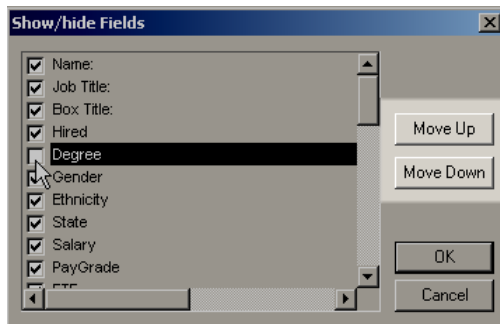 Show/hide Fields
Name:
Job Title:
Box Title:
Hired
Degree
Gender
Ethnicity
State
Salary
PayGrade
Move Up
Move Down
OK
Cancel